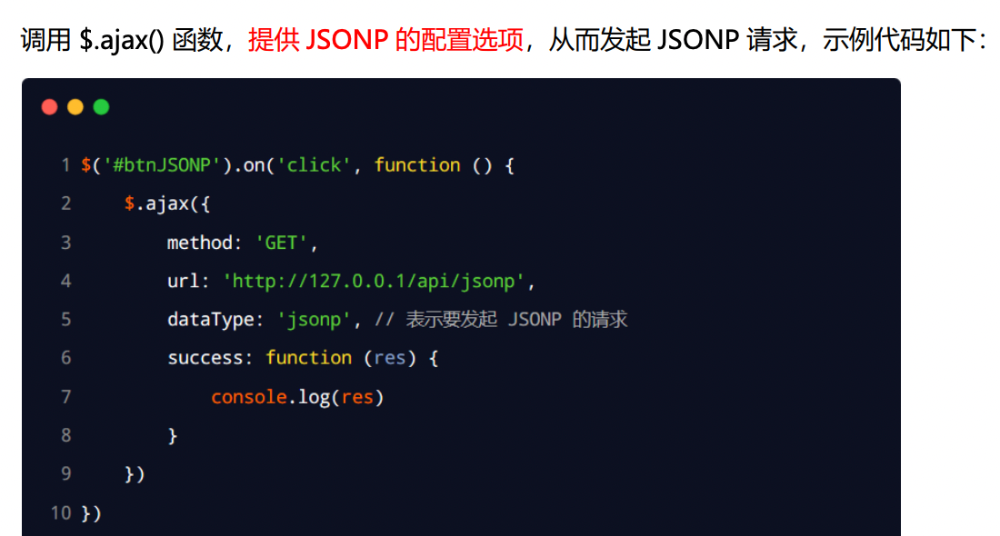 调用 $.ajax() 函数，提供 JSONP 的配置选项，从而发起 JSONP 请求，示例代码如下：
1 $('#btnJSONP').on('click', function () {
2     $.ajax({
3         method: 'GET',
4         url: 'http://127.0.0.1/api/jsonp',
5         dataType: 'jsonp', // 表示要发起 JSONP 的请求
6         success: function (res) {
7             console.log(res)
8         }
9     })
10 })